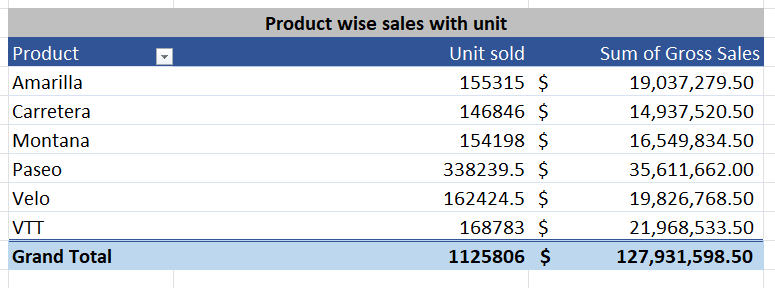 Product wise sales with unit
Product Unit sold Sum of Gross Sales
Amarilla 155315 $ 19,037,279.50
Carretera 146846 $ 14,937,520.50
Montana 154198 $ 16,549,834.50
Paseo 338239.5 $ 35,611,662.00
Velo 162424.5 $ 19,826,768.50
VTT 168783 $ 21,968,533.50
Grand Total 1125806 $ 127,931,598.50